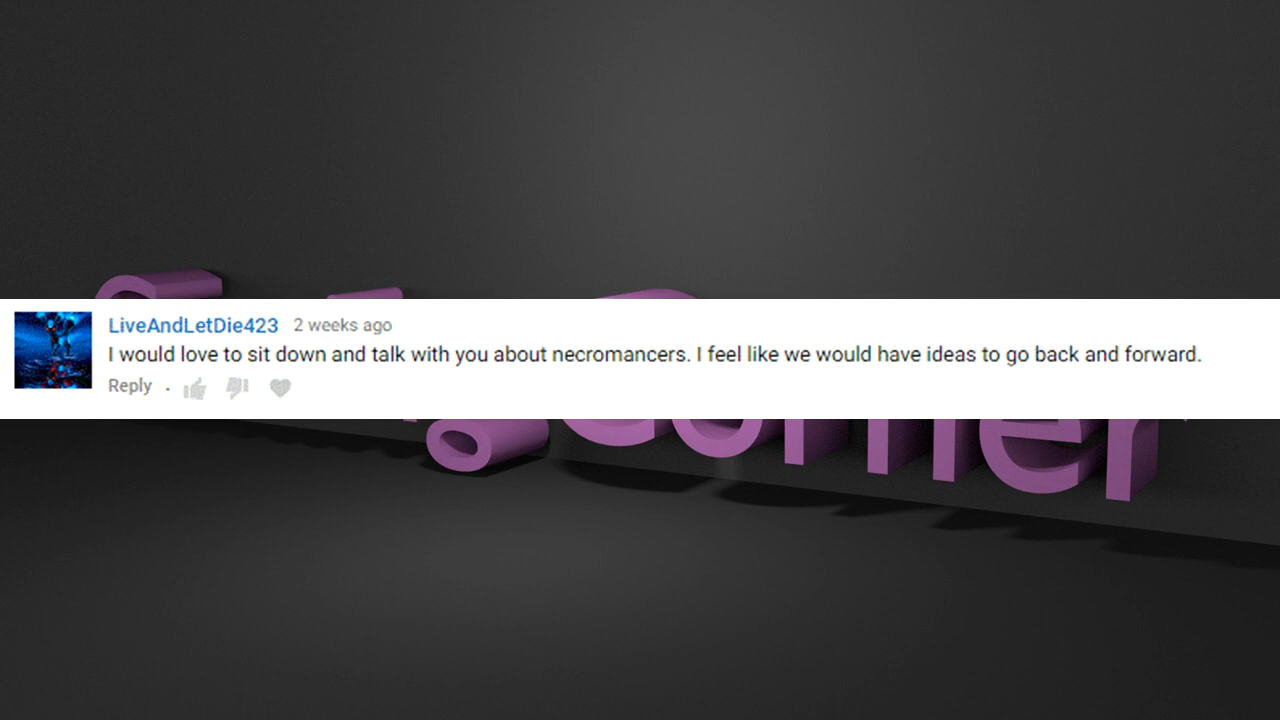 LiveAndLetDie423 2 weeks ago
I would love to sit down and talk with you about necromancers. I feel like we would have ideas to go back and forward.
Reply .
Corner